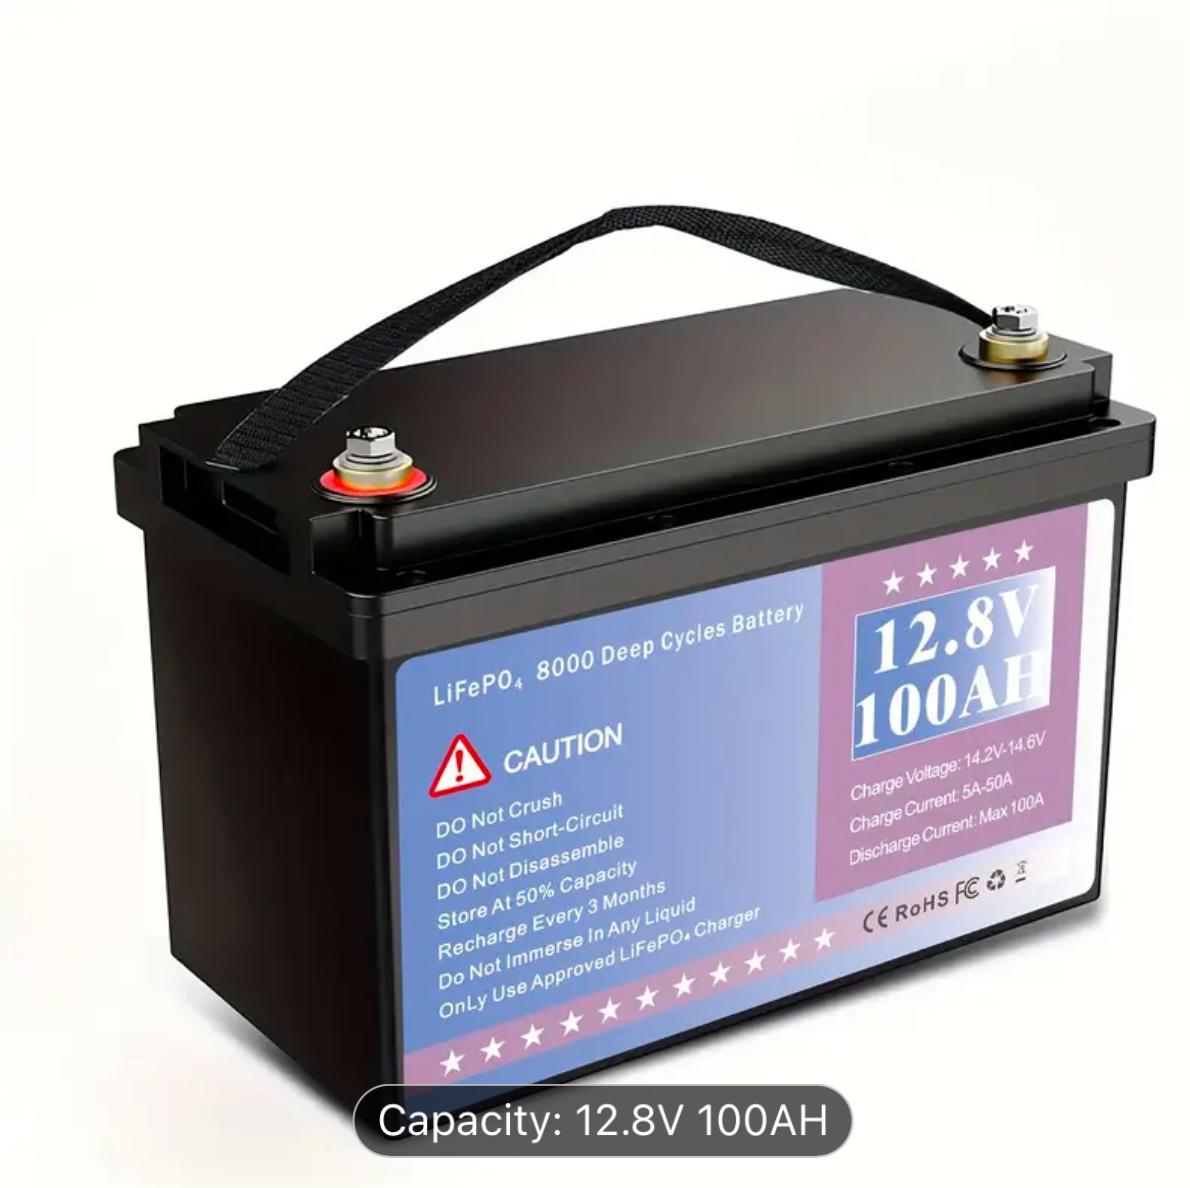 LiFePO₄ 8000 Deep Cycles Battery
CAUTION
DO Not Crush
DO Not Short-Circuit
DO Not Disassemble
Store At 50% Capacity
Recharge Every 3 Months
Do Not Immerse In Any Liquid
OnLy Use Approved LiFePO₄ Charger
12.8V
100AH
Charge Voltage: 14.2V-14.6V
Charge Current: 5A-50A
Discharge Current: Max 100A
CE RoHS FC
Capacity: 12.8V 100AH